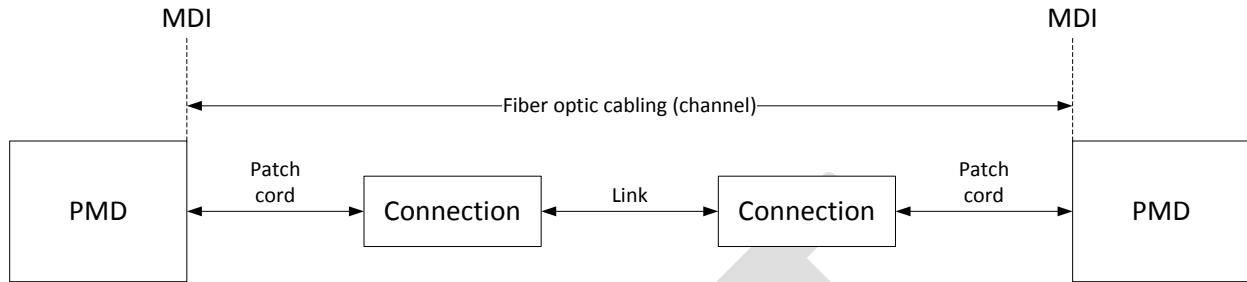 MDI
MDI
Fiber optic cabling (channel)
PMD
Patch
cord
Connection
Link
Connection
Patch
cord
PMD